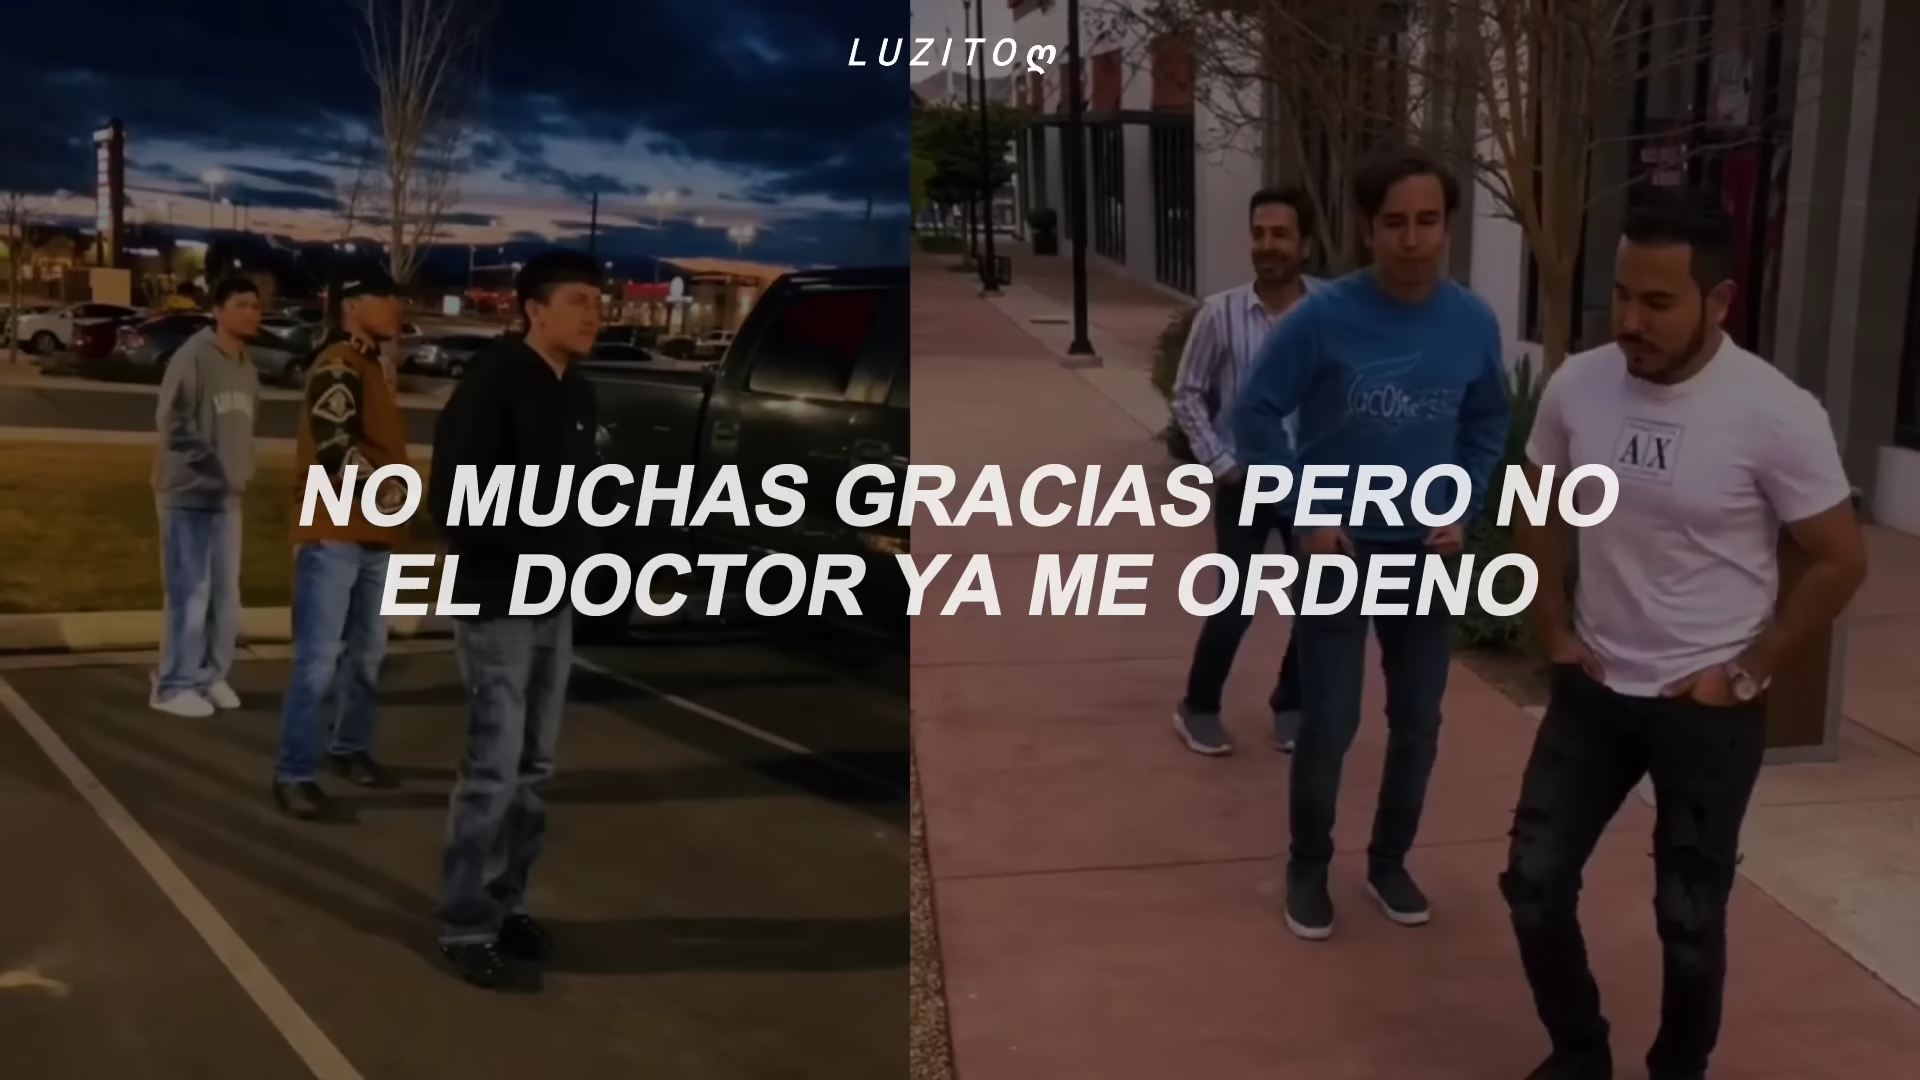 LUZITOღ
NO MUCHAS GRACIAS PERO NO
EL DOCTOR YA ME ORDENO
A|X